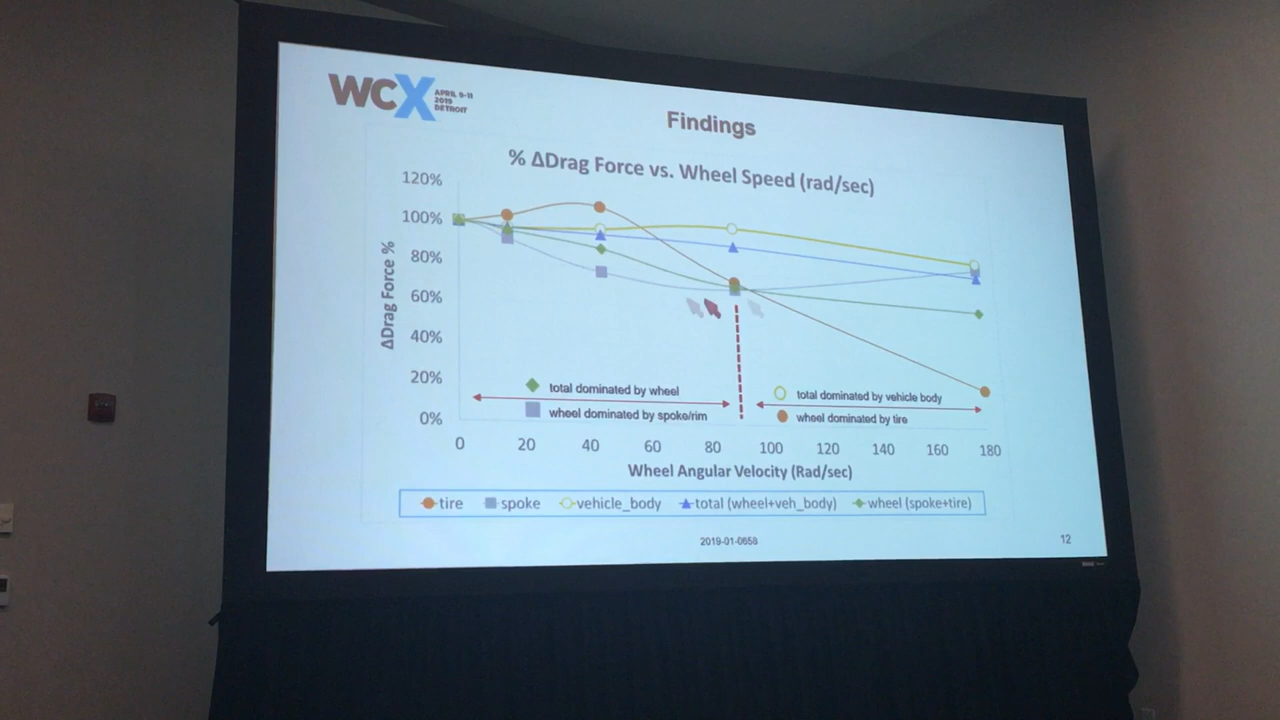 WCX
APRIL 9-11
2019
DETROIT
Findings
% ΔDrag Force vs. Wheel Speed (rad/sec)
120%
100%
80%
60%
40%
20%
0%
ΔDrag Force %
total dominated by wheel
wheel dominated by spoke/rim
total dominated by vehicle body
wheel dominated by tire
0 20 40 60 80 100 120 140 160 180
Wheel Angular Velocity (Rad/sec)
tire spoke vehicle_body total (wheel+veh_body) wheel (spoke+tire)
2019-01-0658
12